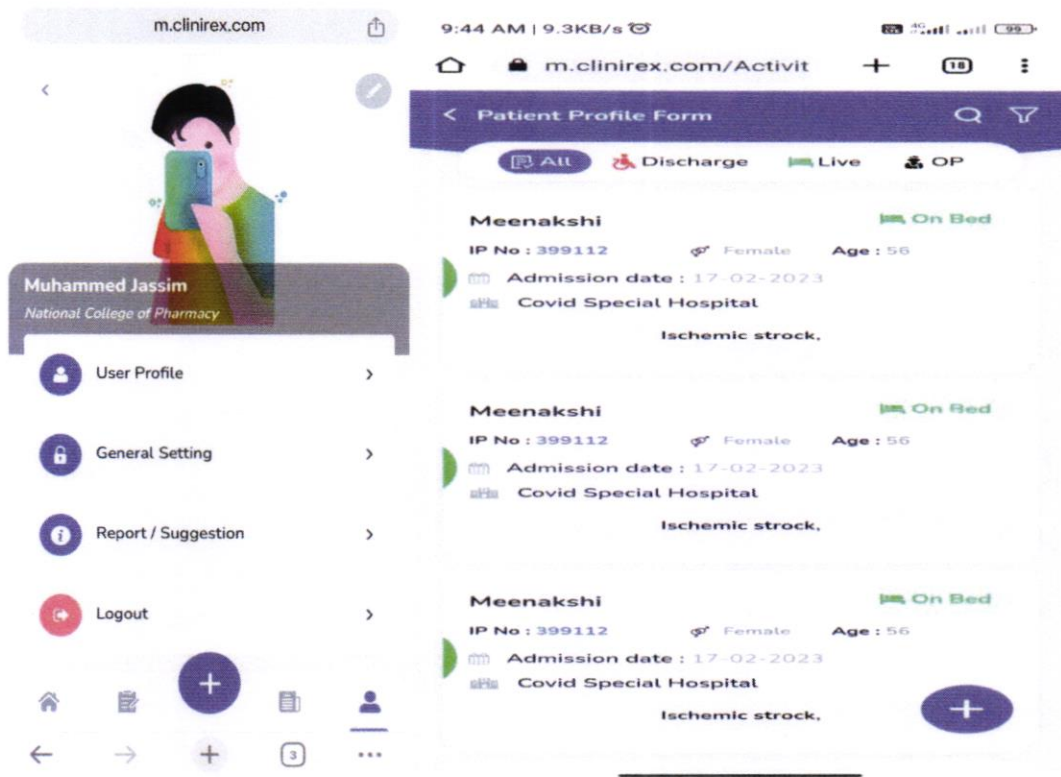 m.clinirex.com
Muhammed Jassim
National College of Pharmacy
User Profile
General Setting
Report / Suggestion
Logout
3
9:44 AM | 9.3KB/s
4G 99
m.clinirex.com/Activit
18
Patient Profile Form
All Discharge Live OP
Meenakshi On Bed
IP No : 399112 Female Age : 56
Admission date : 17-02-2023
Covid Special Hospital
Ischemic strock,
Meenakshi On Bed
IP No : 399112 Female Age : 56
Admission date : 17-02-2023
Covid Special Hospital
Ischemic strock,
Meenakshi On Bed
IP No : 399112 Female Age : 56
Admission date : 17-02-2023
Covid Special Hospital
Ischemic strock,